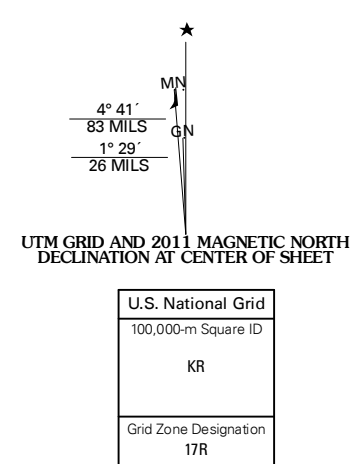 ★
MN
4° 41´
83 MILS
GN
1° 29´
26 MILS
UTM GRID AND 2011 MAGNETIC NORTH
DECLINATION AT CENTER OF SHEET
U.S. National Grid
100,000-m Square ID
KR
Grid Zone Designation
17R